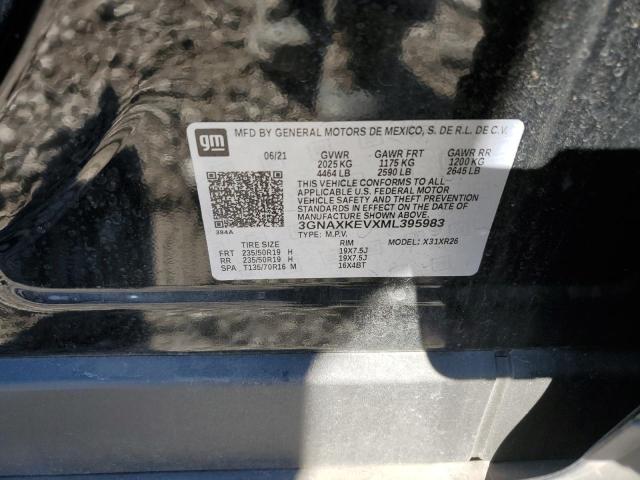 gm MFD BY GENERAL MOTORS DE MEXICO, S. DE R.L. DE C.V.
06/21 GVWR GAWR FRT GAWR RR
2025 KG 1175 KG 1200 KG
4464 LB 2590 LB 2645 LB
THIS VEHICLE CONFORMS TO ALL
APPLICABLE U.S. FEDERAL MOTOR
VEHICLE SAFETY AND THEFT PREVENTION
STANDARDS IN EFFECT ON THE DATE OF
MANUFACTURE SHOWN ABOVE.
384A
3GNAXKEVXML395983
TYPE: M.P.V. MODEL: X31XR26
TIRE SIZE RIM
FRT 235/50R19 H 19X7.5J
RR 235/50R19 H 19X7.5J
SPA T135/70R16 M 16X4BT